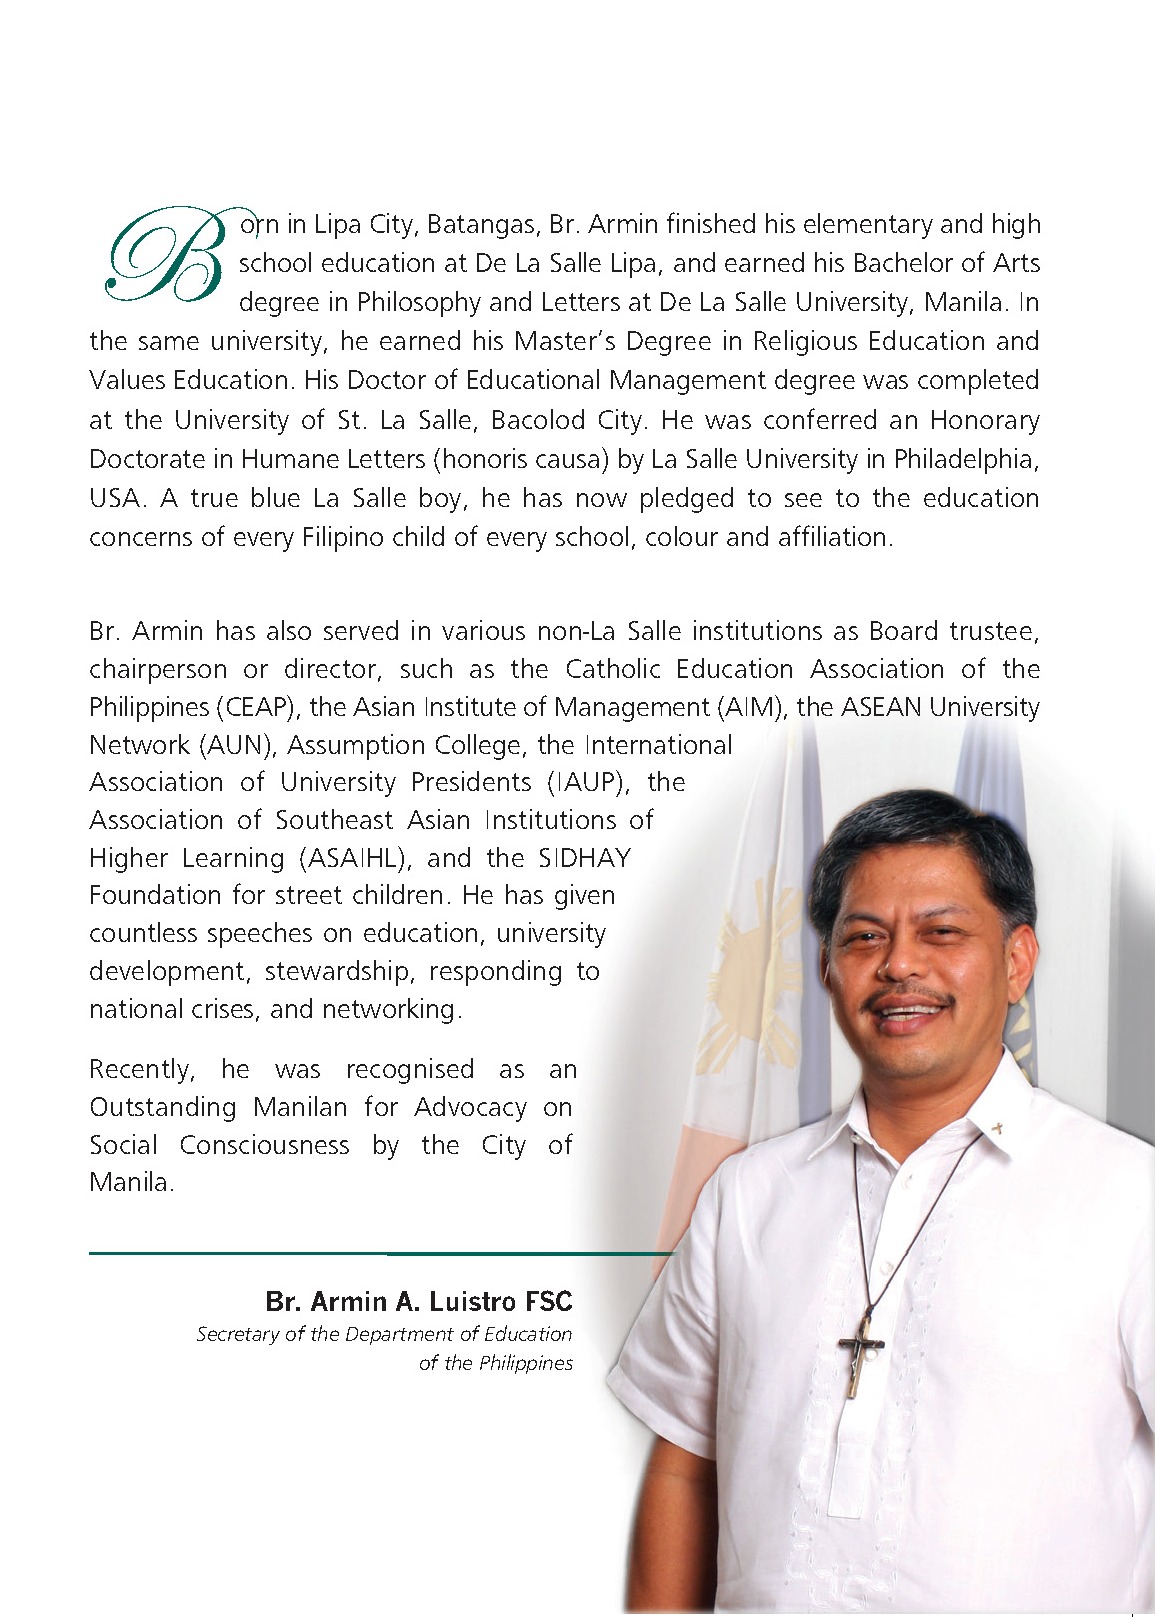 Born in Lipa City, Batangas, Br. Armin finished his elementary and high
school education at De La Salle Lipa, and earned his Bachelor of Arts
degree in Philosophy and Letters at De La Salle University, Manila. In
the same university, he earned his Master’s Degree in Religious Education and
Values Education. His Doctor of Educational Management degree was completed
at the University of St. La Salle, Bacolod City. He was conferred an Honorary
Doctorate in Humane Letters (honoris causa) by La Salle University in Philadelphia,
USA. A true blue La Salle boy, he has now pledged to see to the education
concerns of every Filipino child of every school, colour and affiliation.
Br. Armin has also served in various non-La Salle institutions as Board trustee,
chairperson or director, such as the Catholic Education Association of the
Philippines (CEAP), the Asian Institute of Management (AIM), the ASEAN University
Network (AUN), Assumption College, the International
Association of University Presidents (IAUP), the
Association of Southeast Asian Institutions of
Higher Learning (ASAIHL), and the SIDHAY
Foundation for street children. He has given
countless speeches on education, university
development, stewardship, responding to
national crises, and networking.
Recently, he was recognised as an
Outstanding Manilan for Advocacy on
Social Consciousness by the City of
Manila.
Br. Armin A. Luistro FSC
Secretary of the Department of Education
of the Philippines